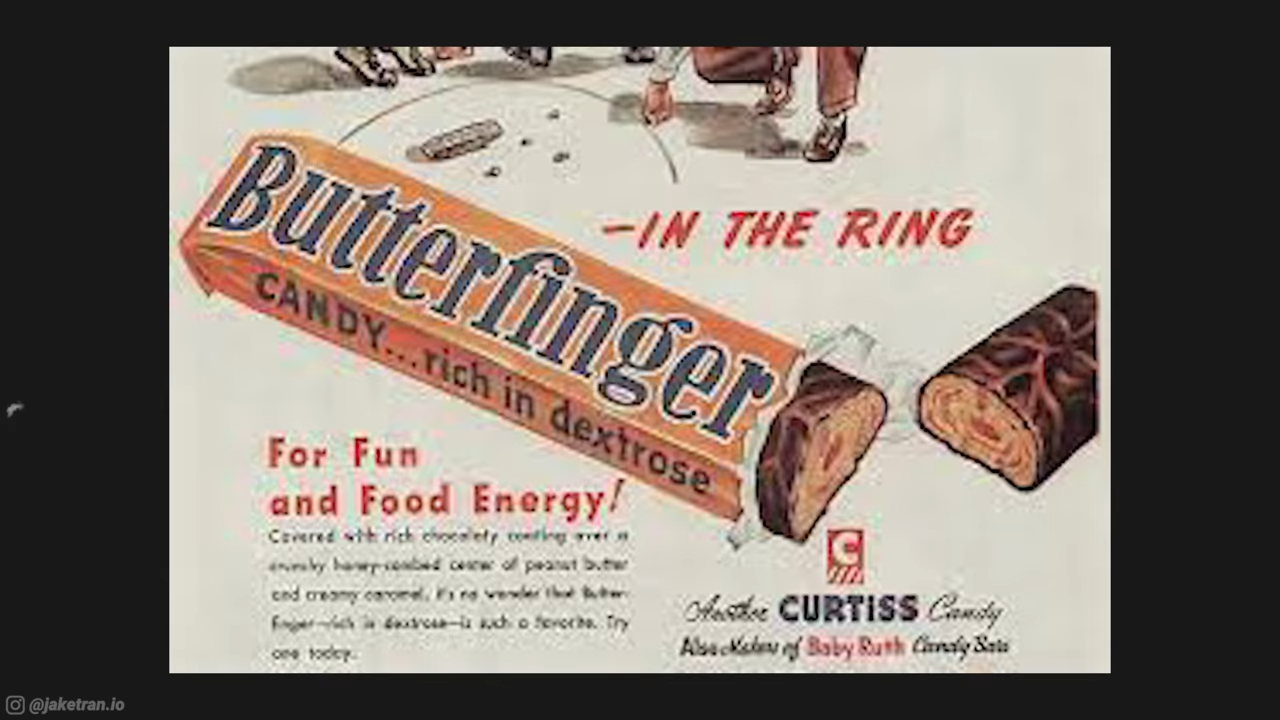 -IN THE RING
Butterfinger
CANDY...rich in dextrose
For Fun
and Food Energy!
Covered with rich chocolaty coating over a
crunchy honey-combed center of peanut butter
and creamy caramel, it's no wonder that Butter-
finger—rich in dextrose—is such a favorite. Try
one today.
C
Another CURTISS Candy
Also Makers of Baby Ruth Candy Bars
@jaketran.io